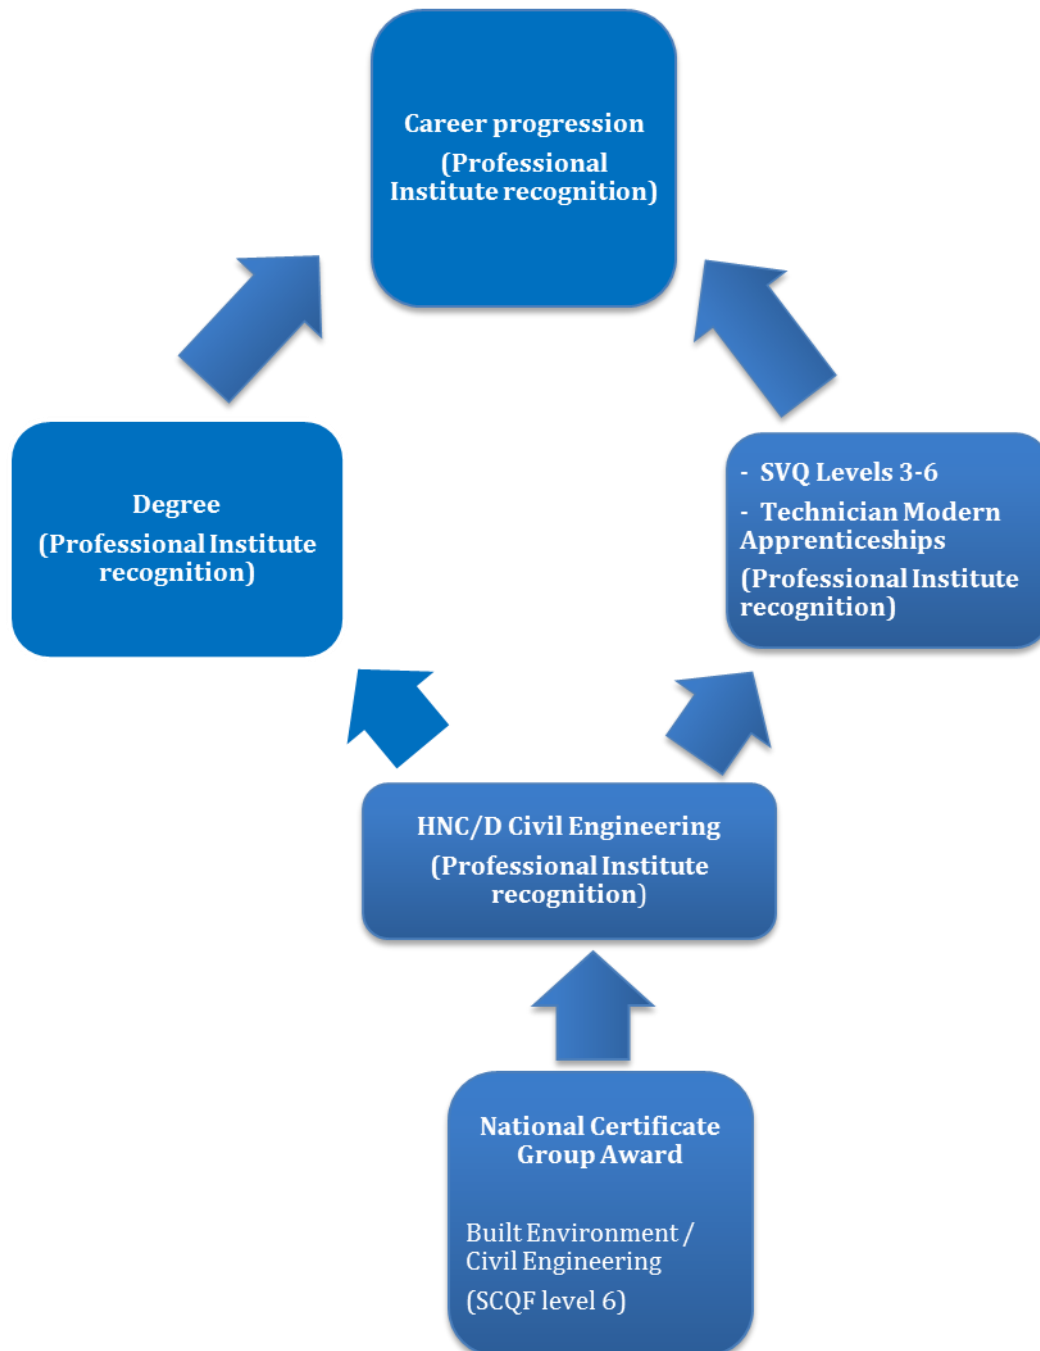 Career progression
(Professional
Institute recognition)
Degree
(Professional Institute
recognition)
- SVQ Levels 3-6
- Technician Modern
Apprenticeships
(Professional Institute
recognition)
HNC/D Civil Engineering
(Professional Institute
recognition)
National Certificate
Group Award
Built Environment /
Civil Engineering
(SCQF level 6)